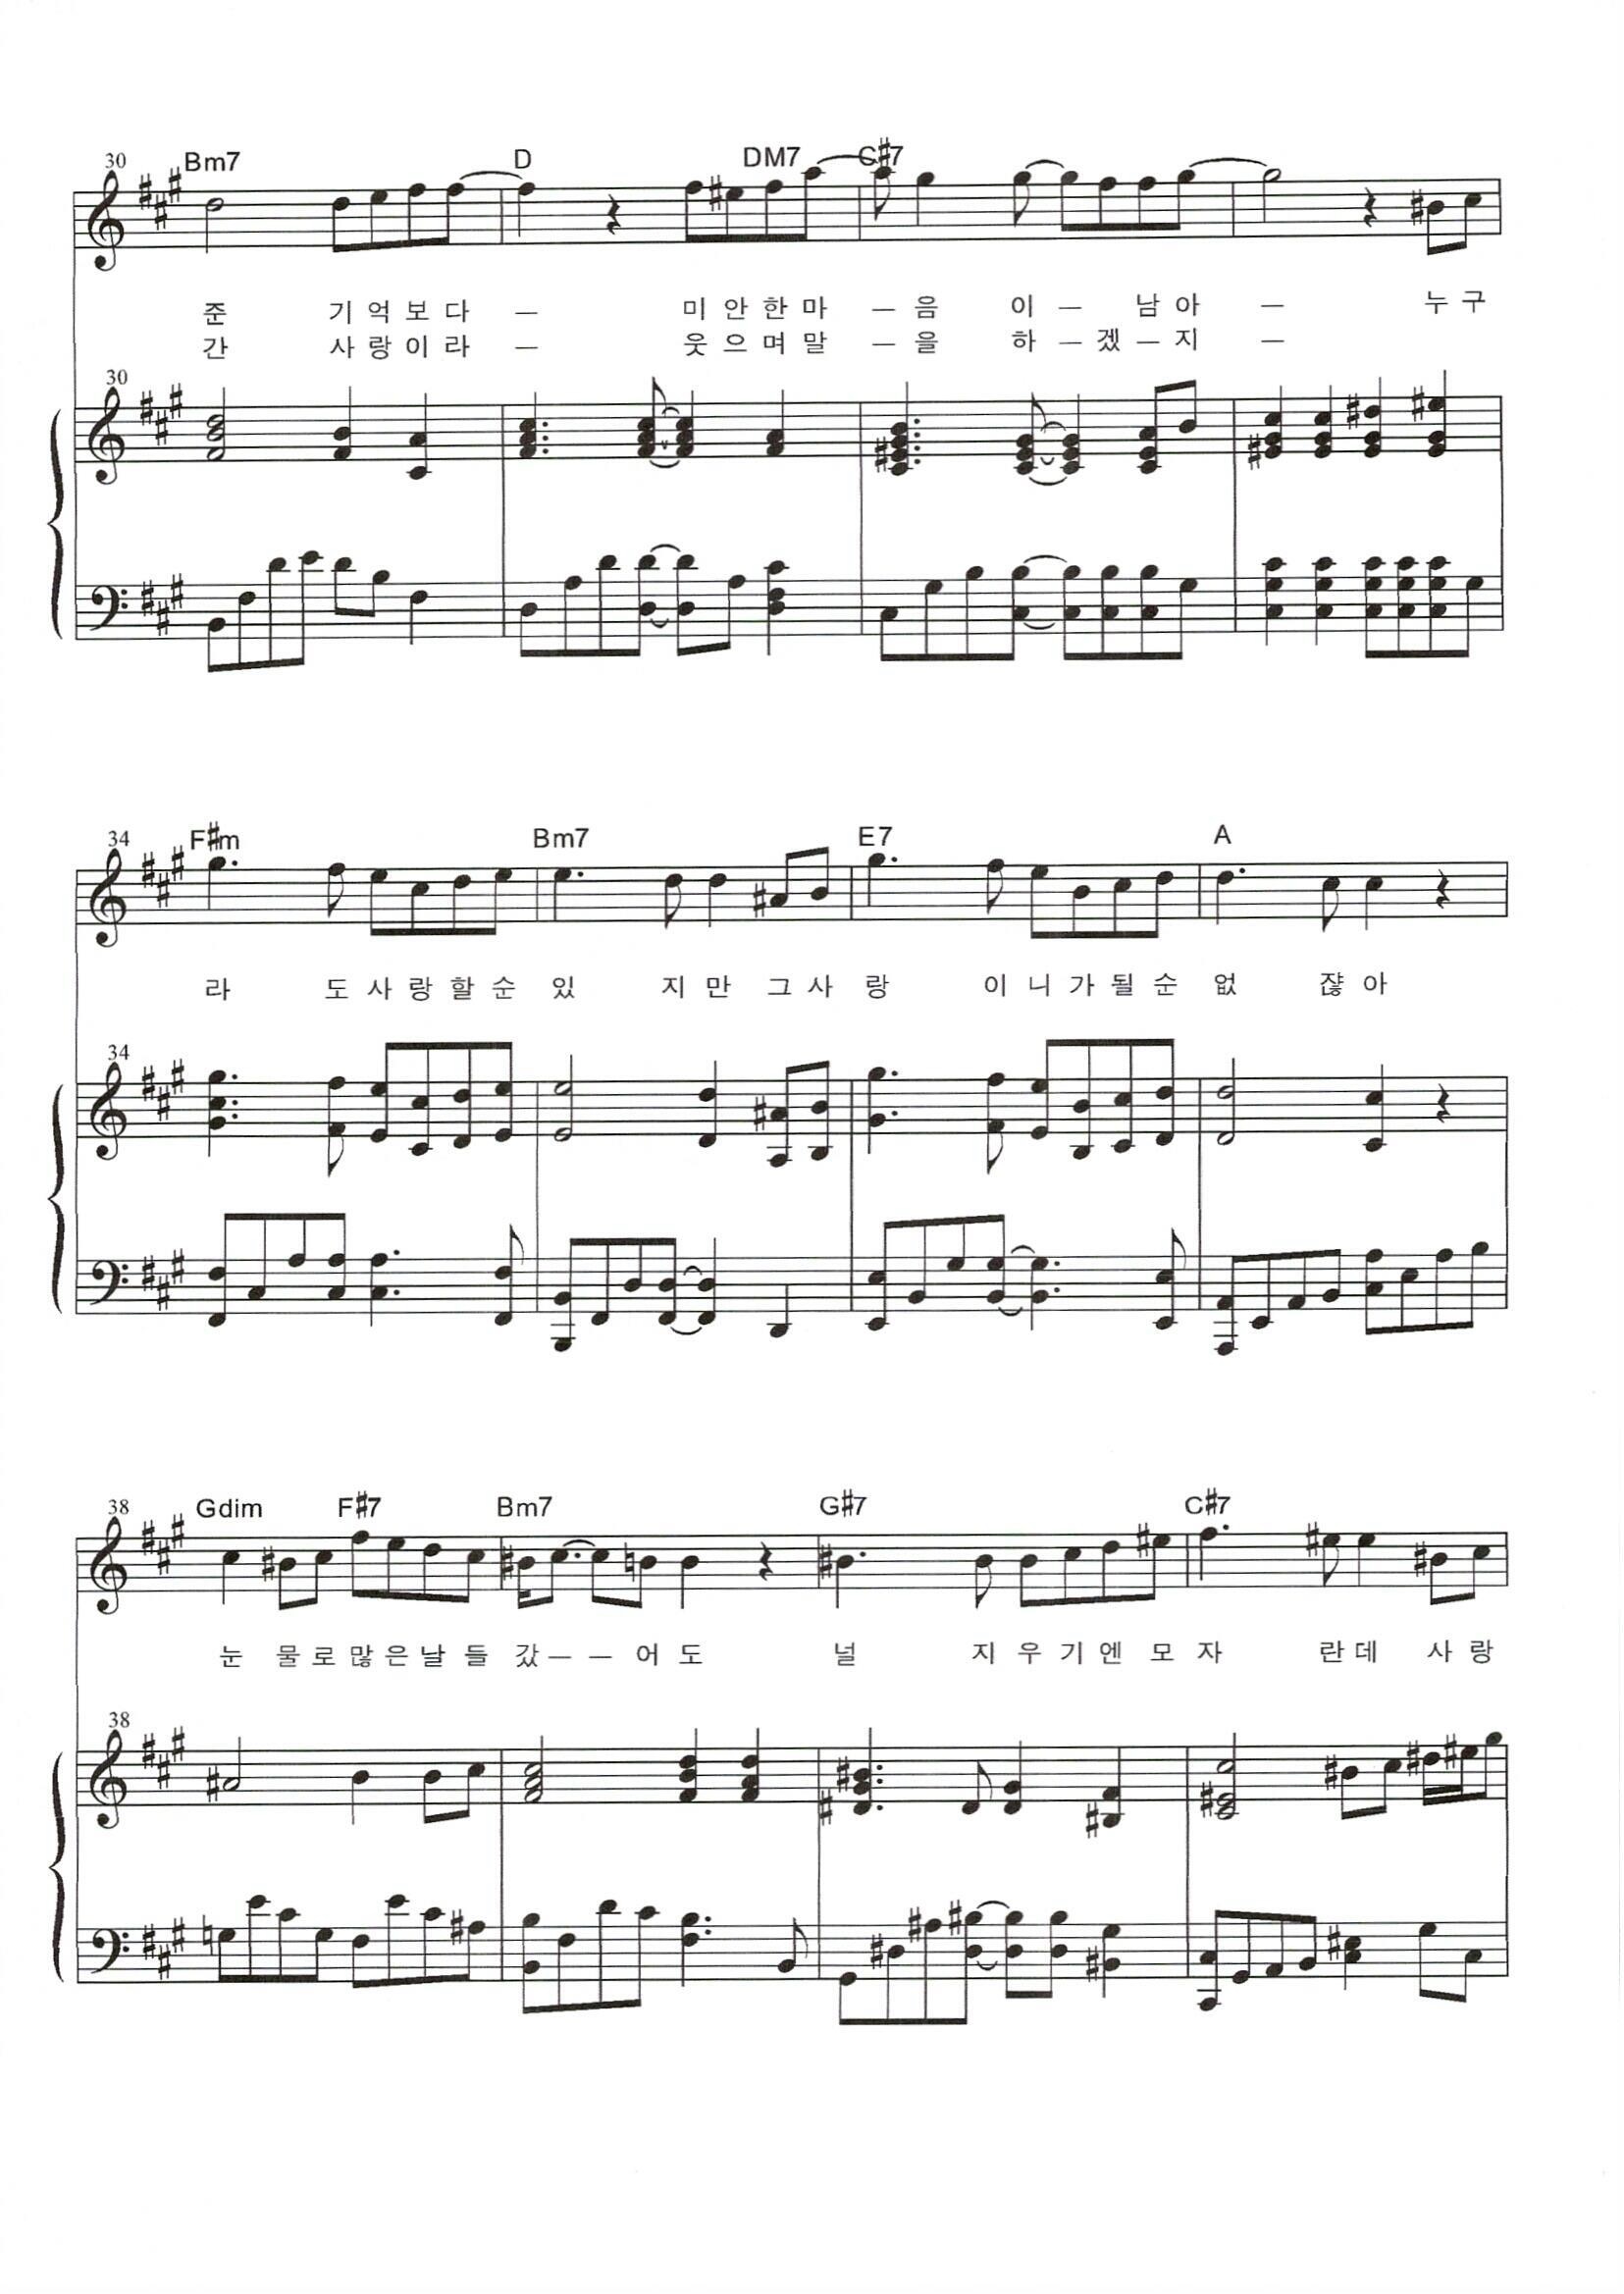 30 Bm7 D DM7 C#7
준 기억보다 – 미안한마 – 음 이 – 남아 – 누구
간 사랑이라 – 웃으며말 – 을 하 – 겠 – 지 –
30
34 F#m Bm7 E7 A
라 도사랑할순 있 지만그사 랑 이니가될순 없 쟎아
34
38 Gdim F#7 Bm7 G#7 C#7
눈 물로많은날들 갔 – – 어도 널 지우기엔모 자 란데 사랑
38